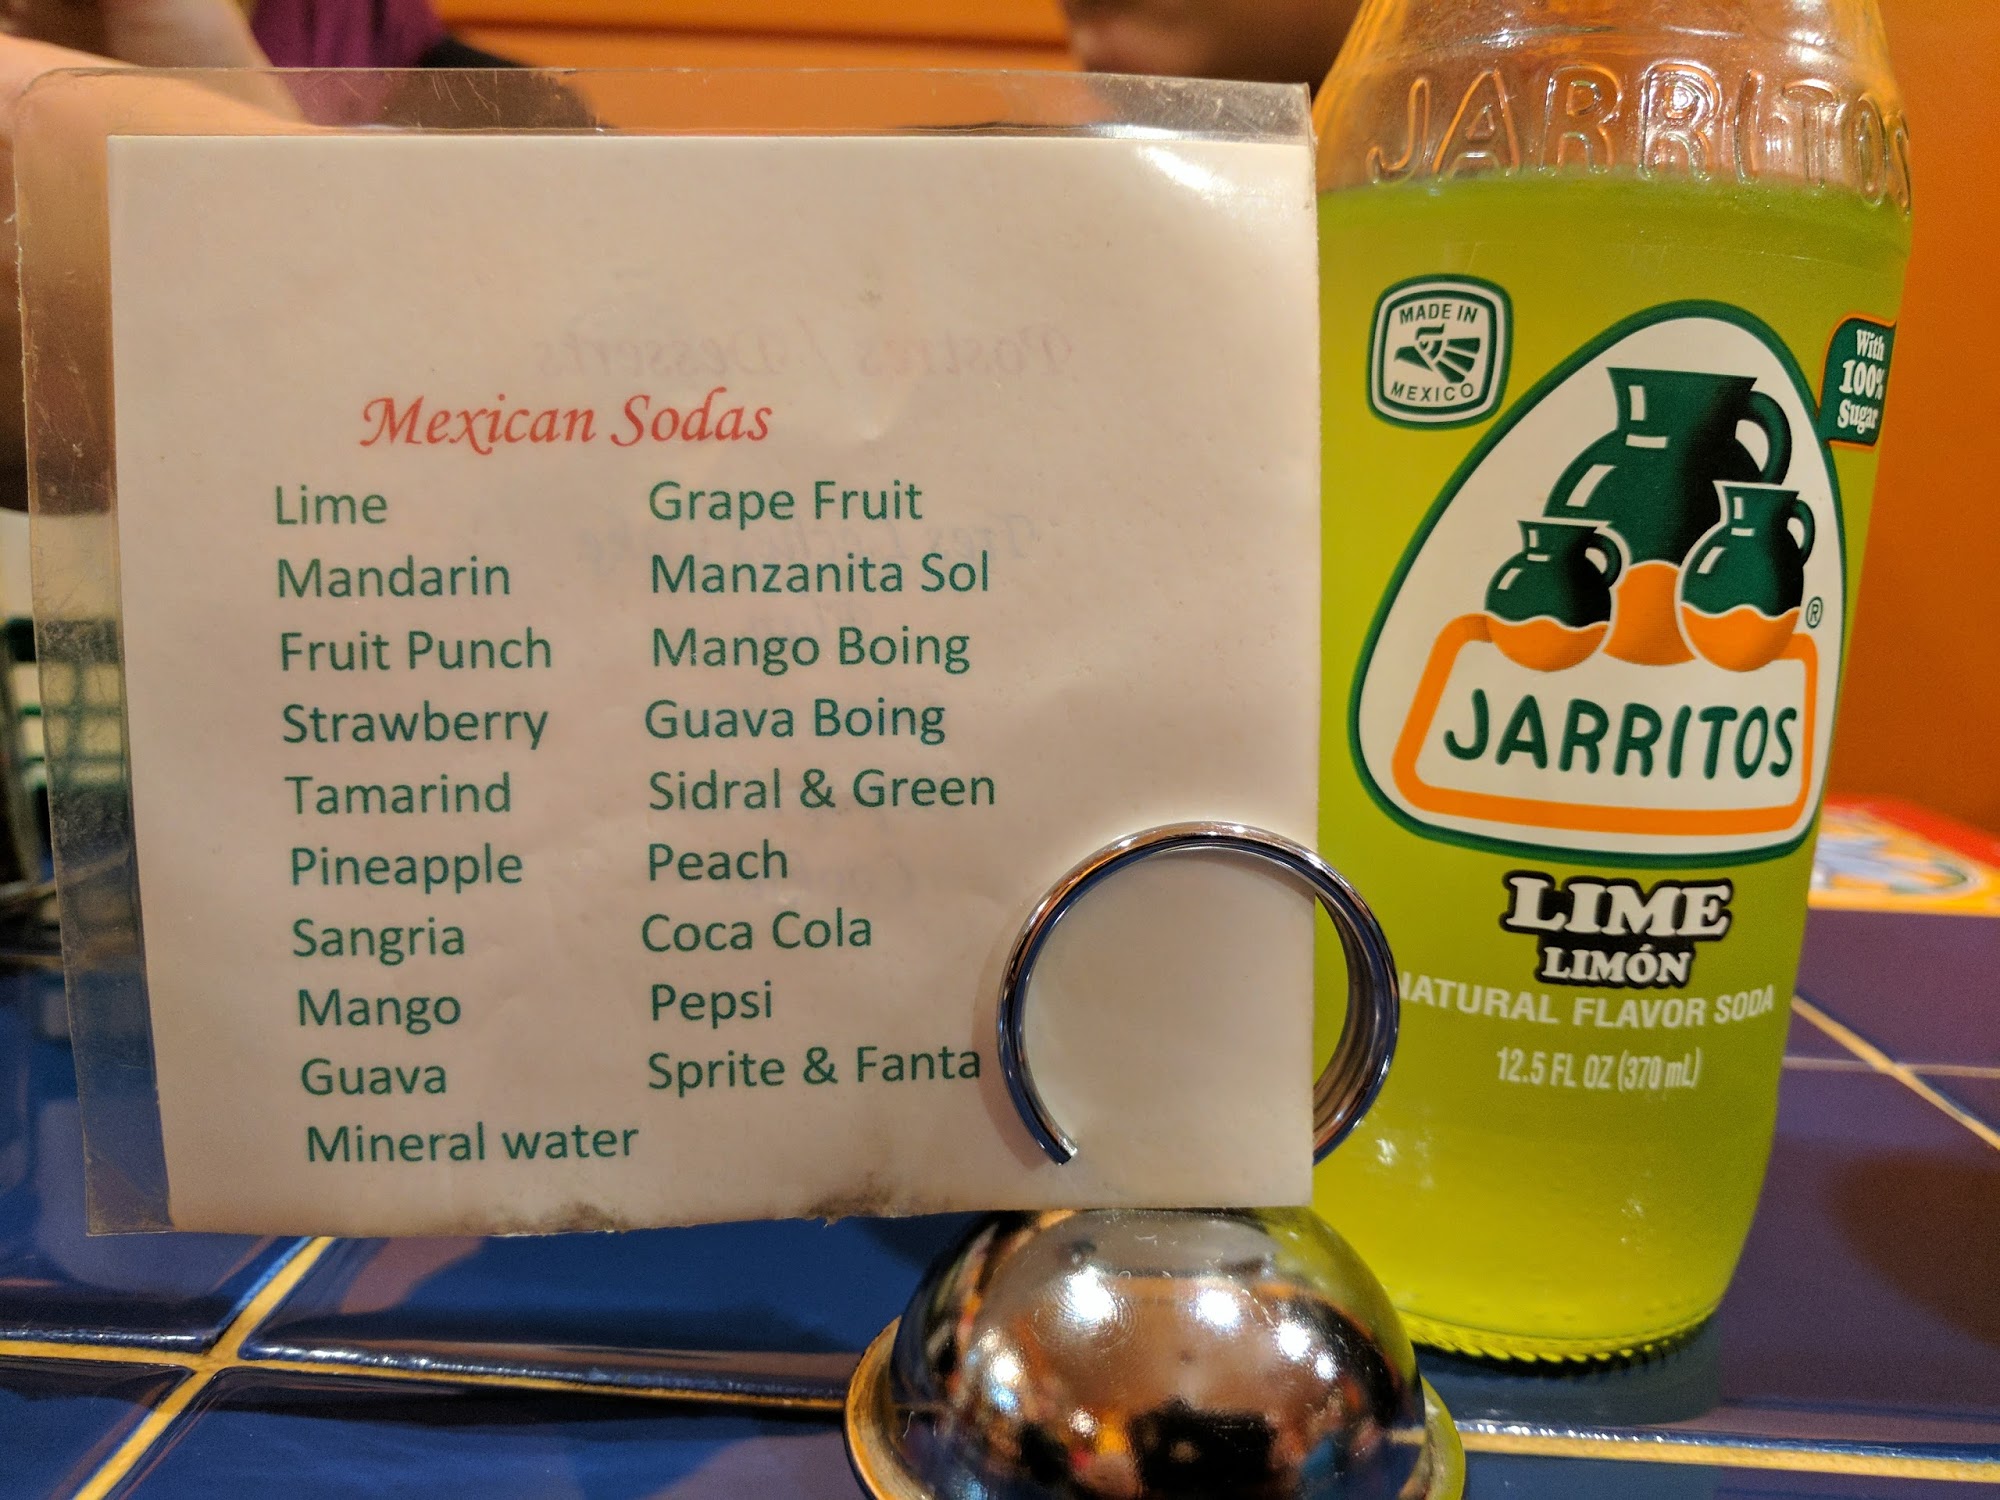 Mexican Sodas
Lime
Mandarin
Fruit Punch
Strawberry
Tamarind
Pineapple
Sangria
Mango
Guava
Mineral water
Grape Fruit
Manzanita Sol
Mango Boing
Guava Boing
Sidral & Green
Peach
Coca Cola
Pepsi
Sprite & Fanta
Postres / Desserts
JARRITOS
MADE IN
MEXICO
With
100%
Sugar
®
JARRITOS
LIME
LIMÓN
NATURAL FLAVOR SODA
12.5 FL OZ (370 mL)